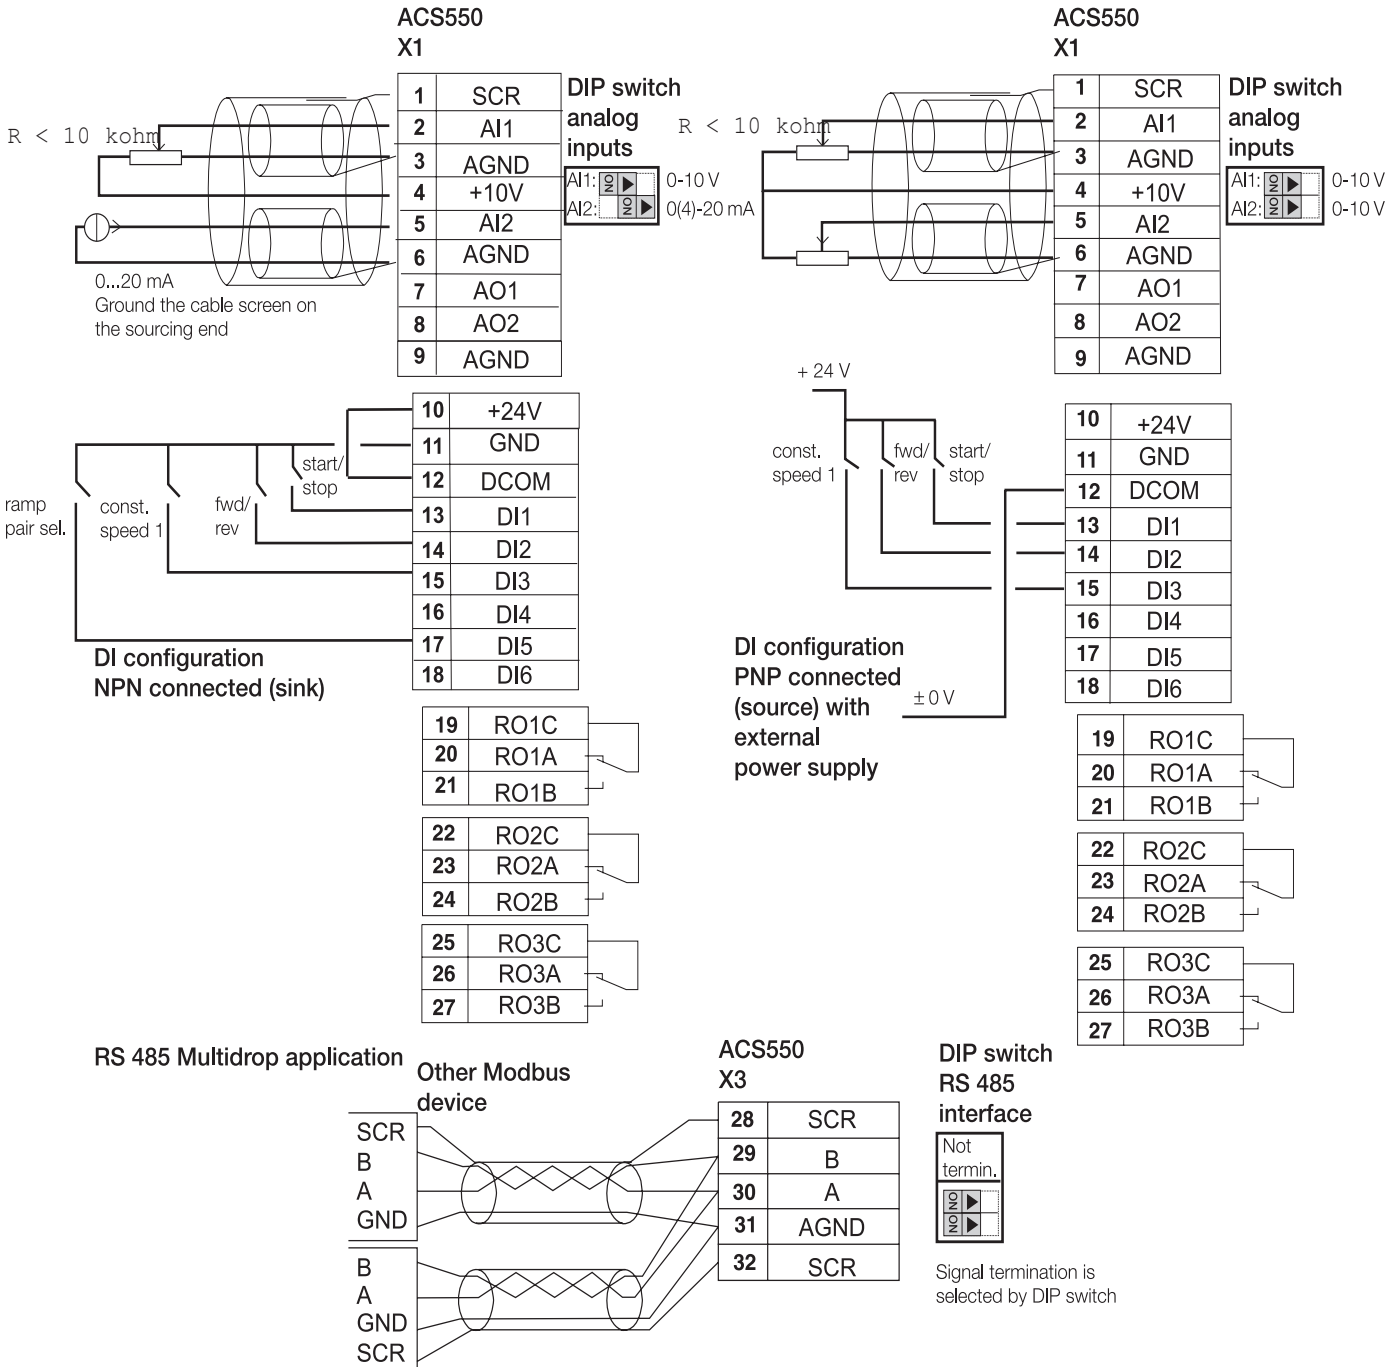 ACS550
X1
R < 10 kohm
0...20 mA
Ground the cable screen on
the sourcing end
1 SCR
2 AI1
3 AGND
4 +10V
5 AI2
6 AGND
7 AO1
8 AO2
9 AGND
DIP switch
analog
inputs
AI1: ON 0-10 V
AI2: ON 0(4)-20 mA
10 +24V
11 GND
12 DCOM
13 DI1
14 DI2
15 DI3
16 DI4
17 DI5
18 DI6
ramp
pair sel.
const.
speed 1
fwd/
rev
start/
stop
DI configuration
NPN connected (sink)
19 RO1C
20 RO1A
21 RO1B
22 RO2C
23 RO2A
24 RO2B
25 RO3C
26 RO3A
27 RO3B
ACS550
X1
R < 10 kohm
1 SCR
2 AI1
3 AGND
4 +10V
5 AI2
6 AGND
7 AO1
8 AO2
9 AGND
DIP switch
analog
inputs
AI1: ON 0-10 V
AI2: ON 0-10 V
+ 24 V
const.
speed 1
fwd/
rev
start/
stop
10 +24V
11 GND
12 DCOM
13 DI1
14 DI2
15 DI3
16 DI4
17 DI5
18 DI6
DI configuration
PNP connected
(source) with
external
power supply
±0 V
19 RO1C
20 RO1A
21 RO1B
22 RO2C
23 RO2A
24 RO2B
25 RO3C
26 RO3A
27 RO3B
RS 485 Multidrop application
Other Modbus
device
SCR
B
A
GND
B
A
GND
SCR
ACS550
X3
28 SCR
29 B
30 A
31 AGND
32 SCR
DIP switch
RS 485
interface
Not
termin.
ON
ON
Signal termination is
selected by DIP switch